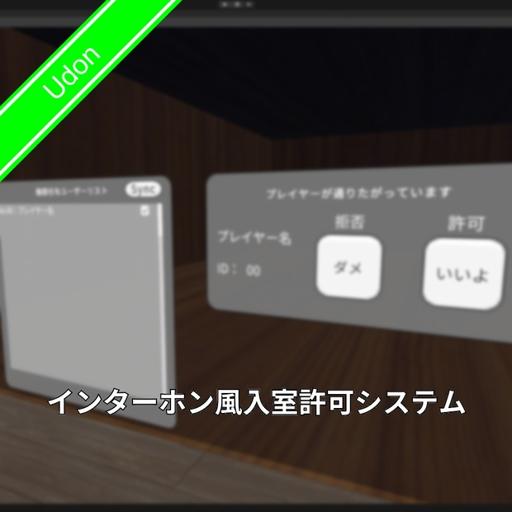 Udon
Sync
プレイヤーが通りたがっています
拒否
許可
プレイヤー名
ダメ
いいよ
ID： 00
インターホン風入室許可システム